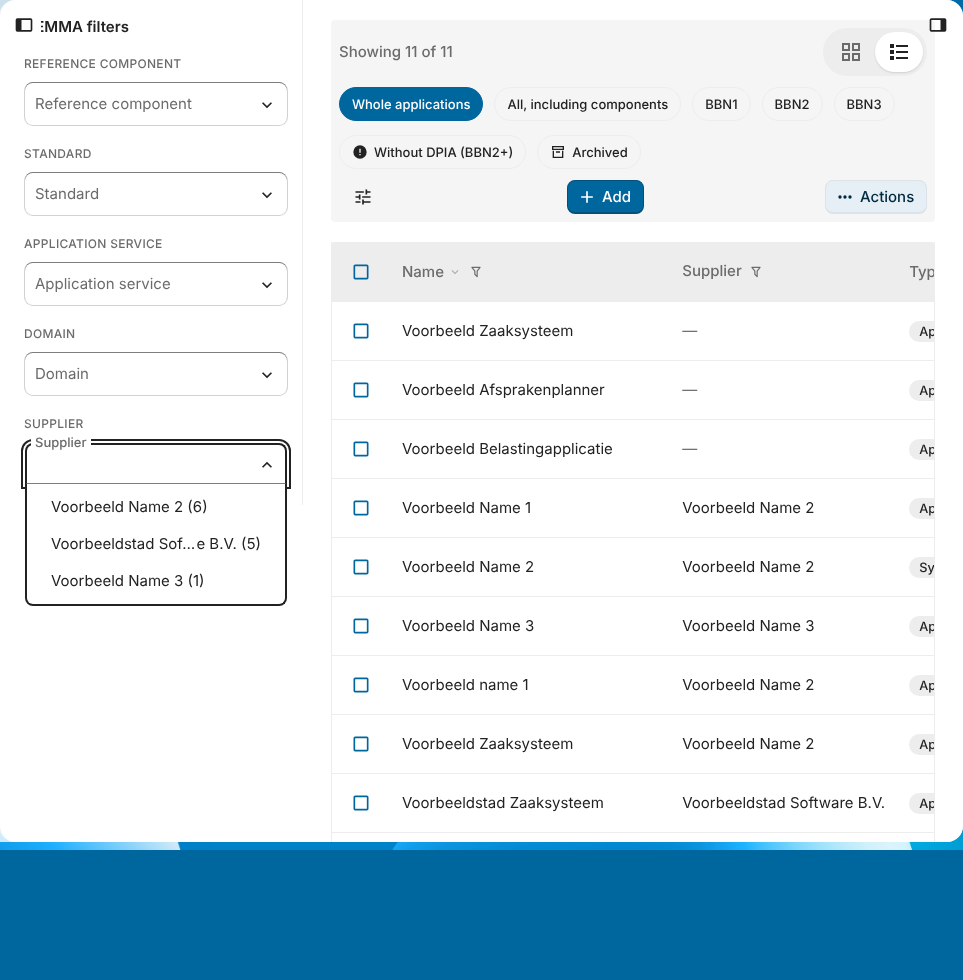 EMMA filters
REFERENCE COMPONENT
Reference component
STANDARD
Standard
APPLICATION SERVICE
Application service
DOMAIN
Domain
SUPPLIER
Supplier
Voorbeeld Name 2 (6)
Voorbeeldstad Sof...e B.V. (5)
Voorbeeld Name 3 (1)
Showing 11 of 11
Whole applications
All, including components
BBN1
BBN2
BBN3
Without DPIA (BBN2+)
Archived
+ Add
Actions
Name Supplier Typ
Voorbeeld Zaaksysteem — Ap
Voorbeeld Afsprakenplanner — Ap
Voorbeeld Belastingapplicatie — Ap
Voorbeeld Name 1 Voorbeeld Name 2 Ap
Voorbeeld Name 2 Voorbeeld Name 2 Sy
Voorbeeld Name 3 Voorbeeld Name 3 Ap
Voorbeeld name 1 Voorbeeld Name 2 Ap
Voorbeeld Zaaksysteem Voorbeeld Name 2 Ap
Voorbeeldstad Zaaksysteem Voorbeeldstad Software B.V. Ap